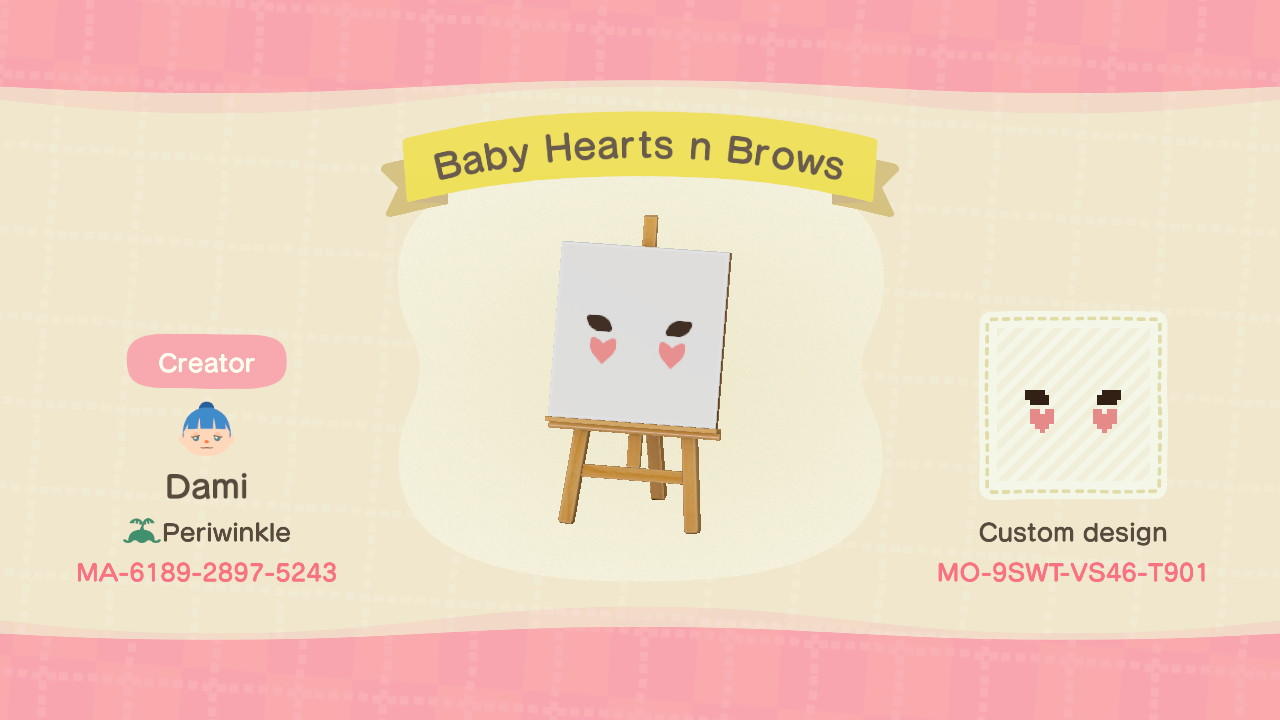 Baby Hearts n Brows
Creator
Dami
Periwinkle
MA-6189-2897-5243
Custom design
MO-9SWT-VS46-T901